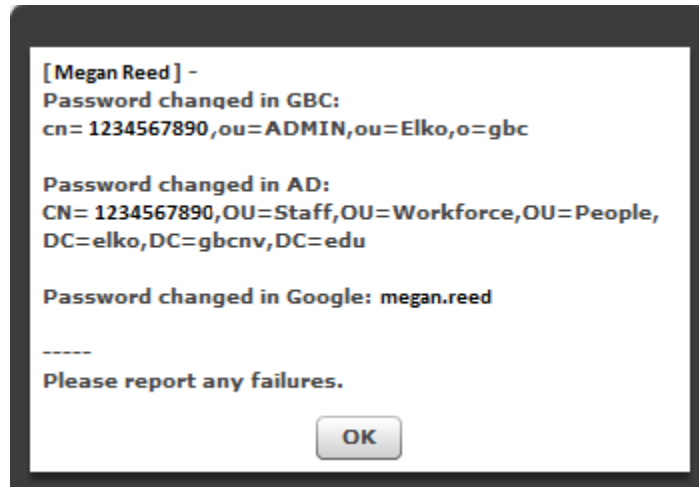 [Megan Reed] -
Password changed in GBC:
cn= 1234567890,ou=ADMIN,ou=Elko,o=gbc
Password changed in AD:
CN= 1234567890,OU=Staff,OU=Workforce,OU=People,
DC=elko,DC=gbcnv,DC=edu
Password changed in Google: megan.reed
-----
Please report any failures.
OK